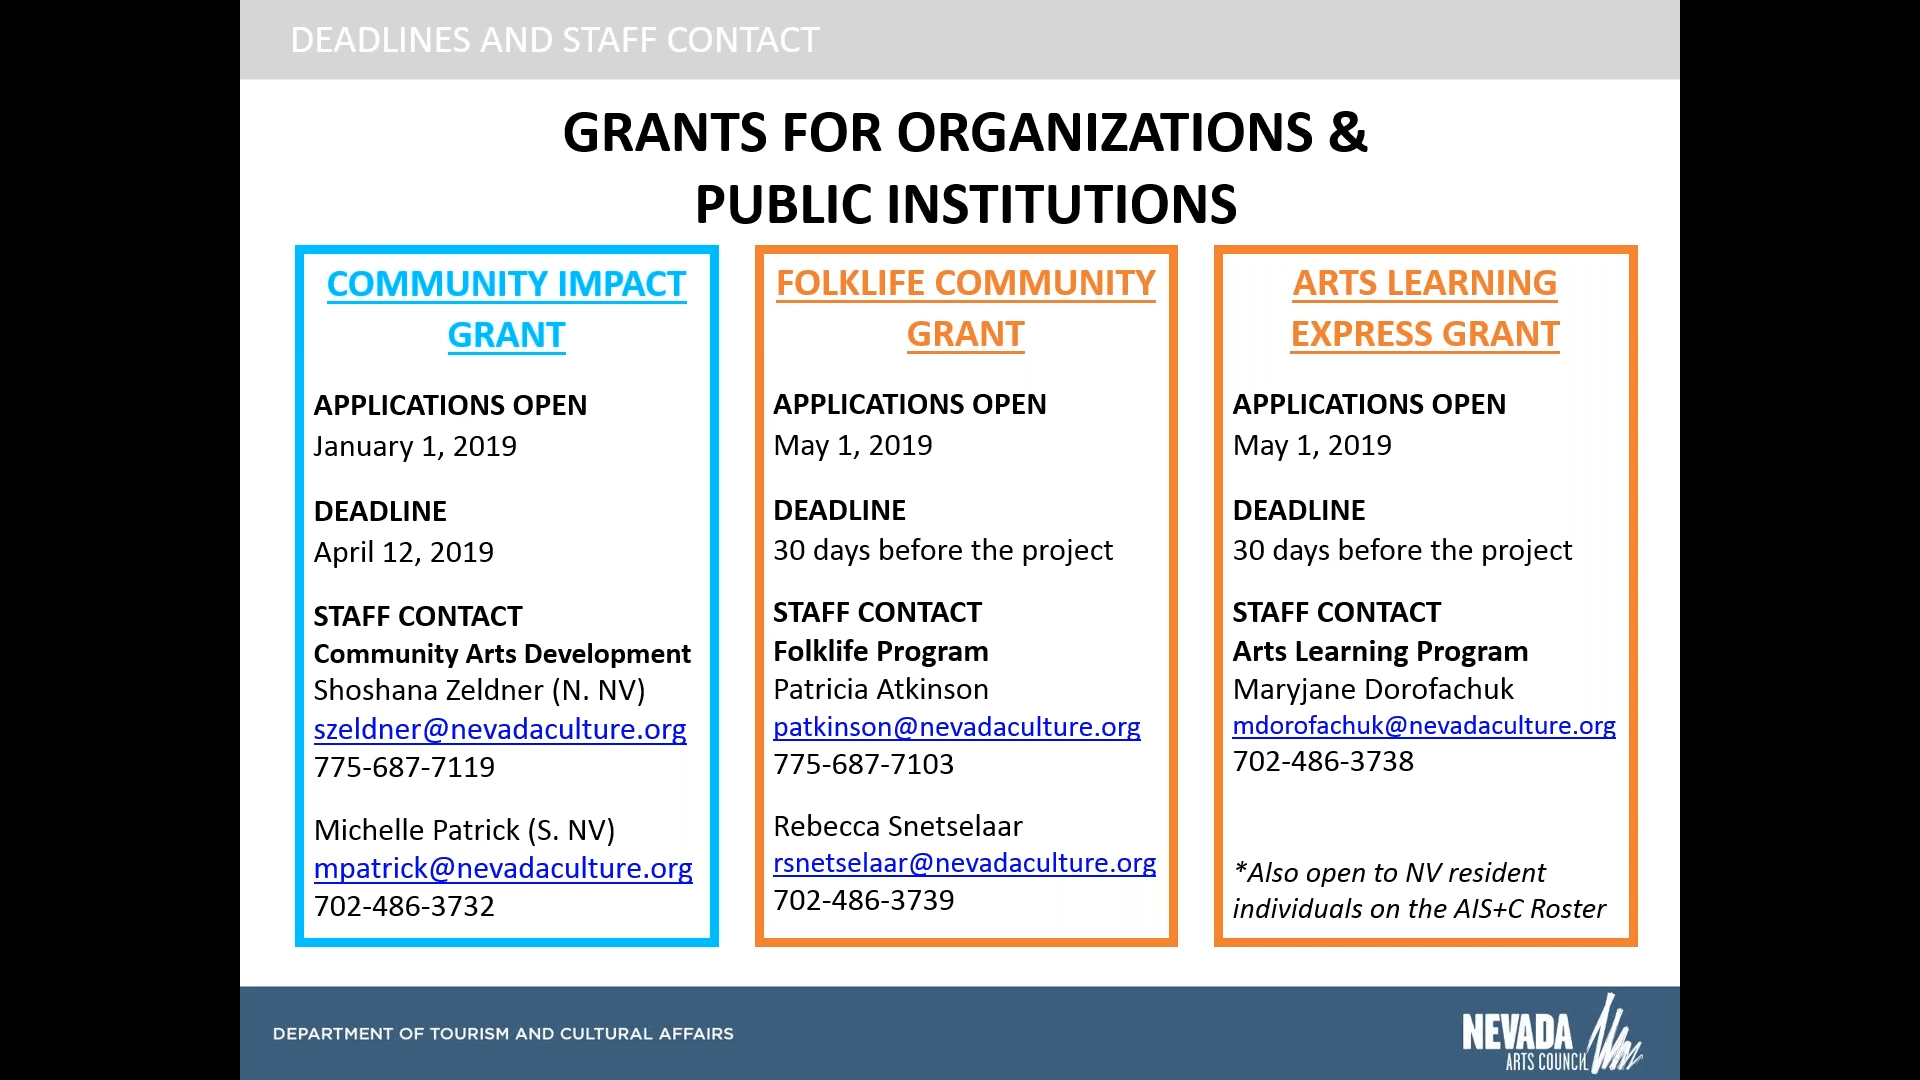 DEADLINES AND STAFF CONTACT
GRANTS FOR ORGANIZATIONS &
PUBLIC INSTITUTIONS
COMMUNITY IMPACT
GRANT
APPLICATIONS OPEN
January 1, 2019
DEADLINE
April 12, 2019
STAFF CONTACT
Community Arts Development
Shoshana Zeldner (N. NV)
szeldner@nevadaculture.org
775-687-7119
Michelle Patrick (S. NV)
mpatrick@nevadaculture.org
702-486-3732
FOLKLIFE COMMUNITY
GRANT
APPLICATIONS OPEN
May 1, 2019
DEADLINE
30 days before the project
STAFF CONTACT
Folklife Program
Patricia Atkinson
patkinson@nevadaculture.org
775-687-7103
Rebecca Snetselaar
rsnetselaar@nevadaculture.org
702-486-3739
ARTS LEARNING
EXPRESS GRANT
APPLICATIONS OPEN
May 1, 2019
DEADLINE
30 days before the project
STAFF CONTACT
Arts Learning Program
Maryjane Dorofachuk
mdorofachuk@nevadaculture.org
702-486-3738
*Also open to NV resident
individuals on the AIS+C Roster
DEPARTMENT OF TOURISM AND CULTURAL AFFAIRS
NEVADA
ARTS COUNCIL